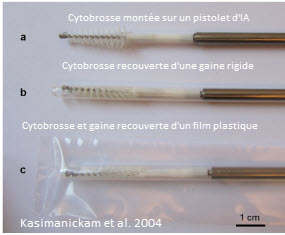 Cytobrosse montée sur un pistolet d'IA
a
Cytobrosse recouverte d'une gaine rigide
b
Cytobrosse et gaine recouverte d'un film plastique
c
1 cm
Kasimanickam et al. 2004